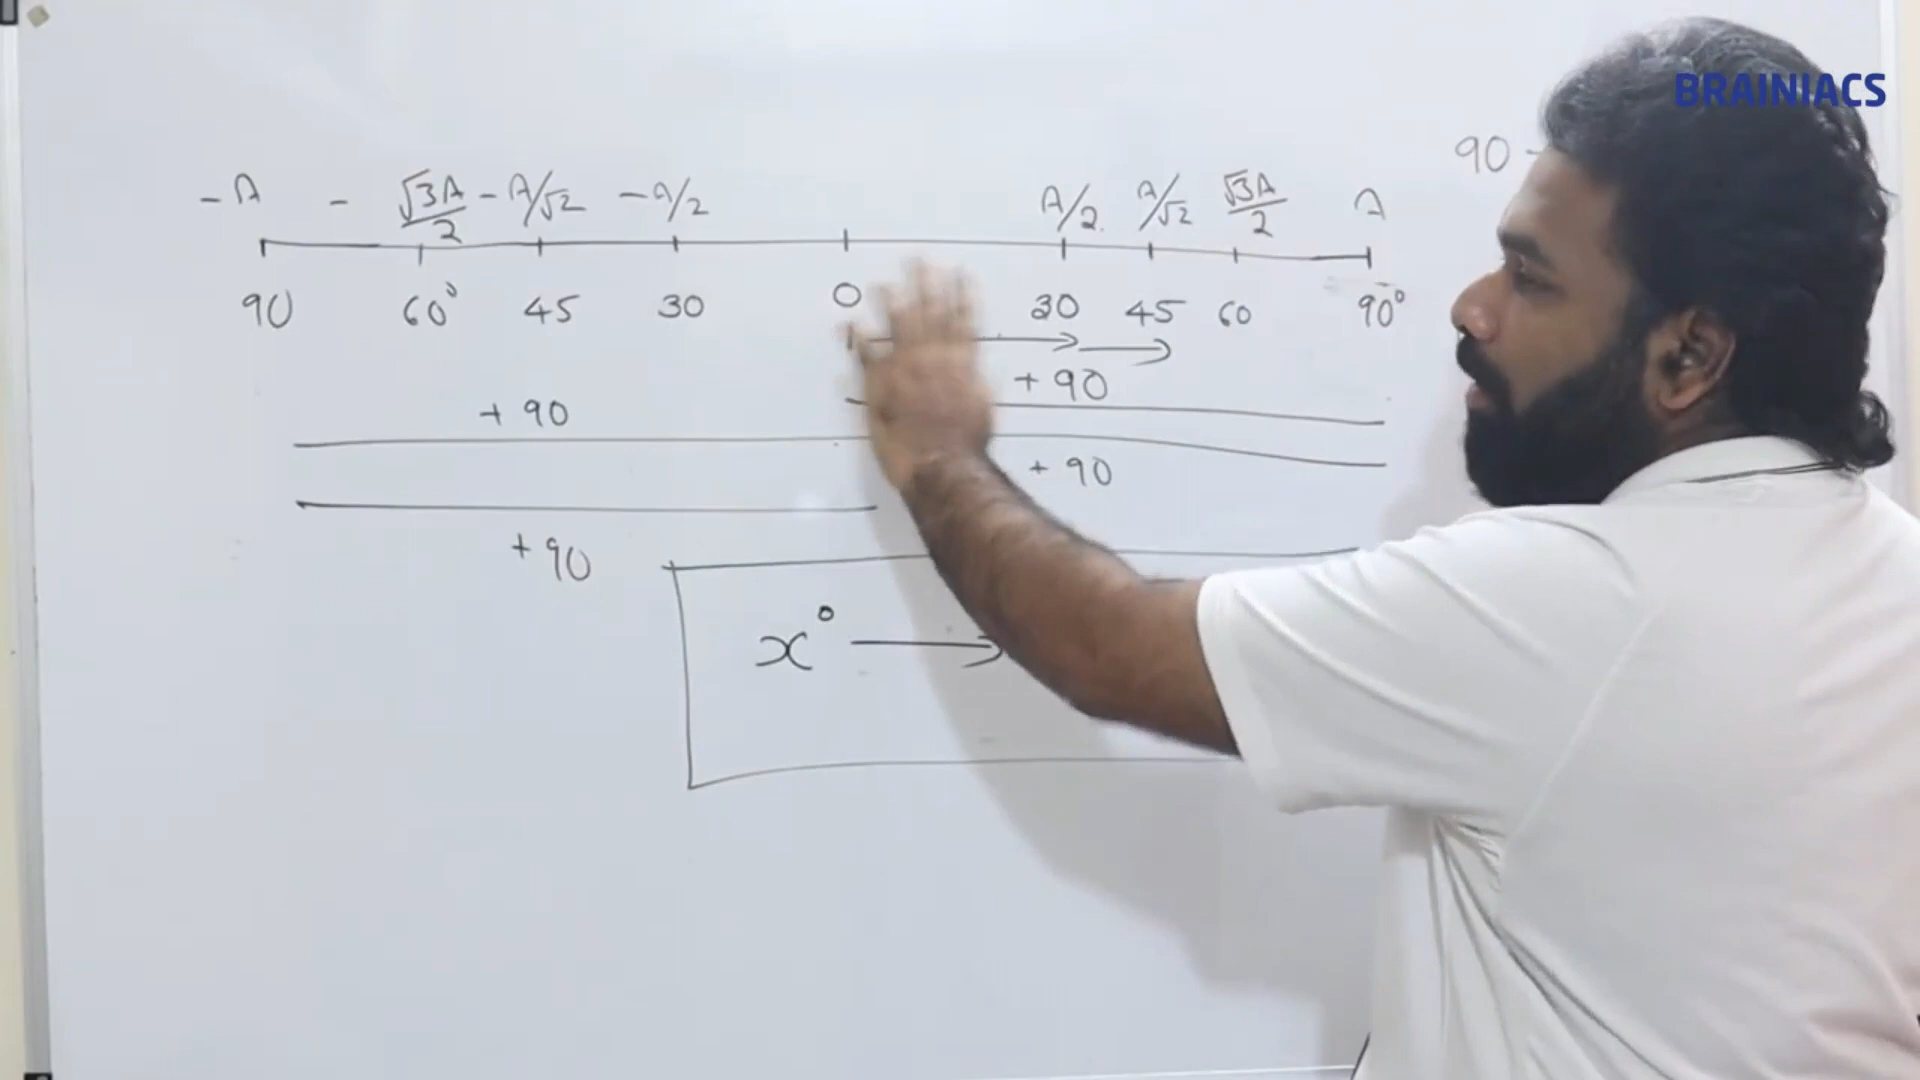 BRAINIACS
90 -
-A - √3A/2 - A/√2 - A/2 A/2 A/√2 √3A/2 A
90 60° 45 30 0 30 45 60 90°
+ 90
+ 90
+ 90
+ 90
x° →